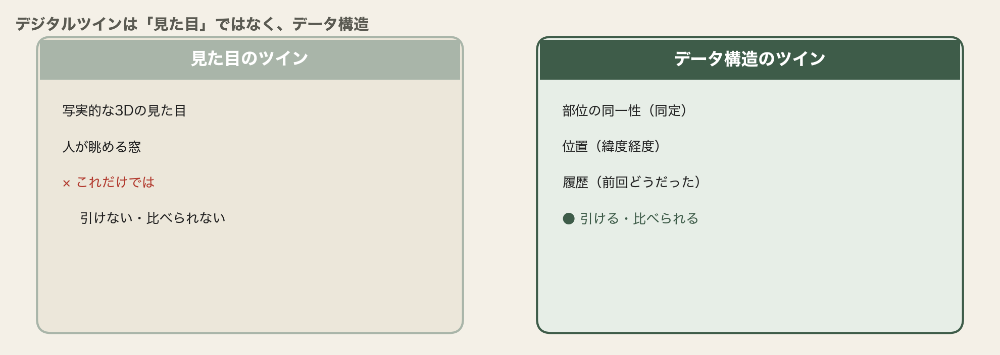 デジタルツインは「見た目」ではなく、データ構造
見た目のツイン
写実的な3Dの見た目
人が眺める窓
× これだけでは
引けない・比べられない
データ構造のツイン
部位の同一性（同定）
位置（緯度経度）
履歴（前回どうだった）
● 引ける・比べられる